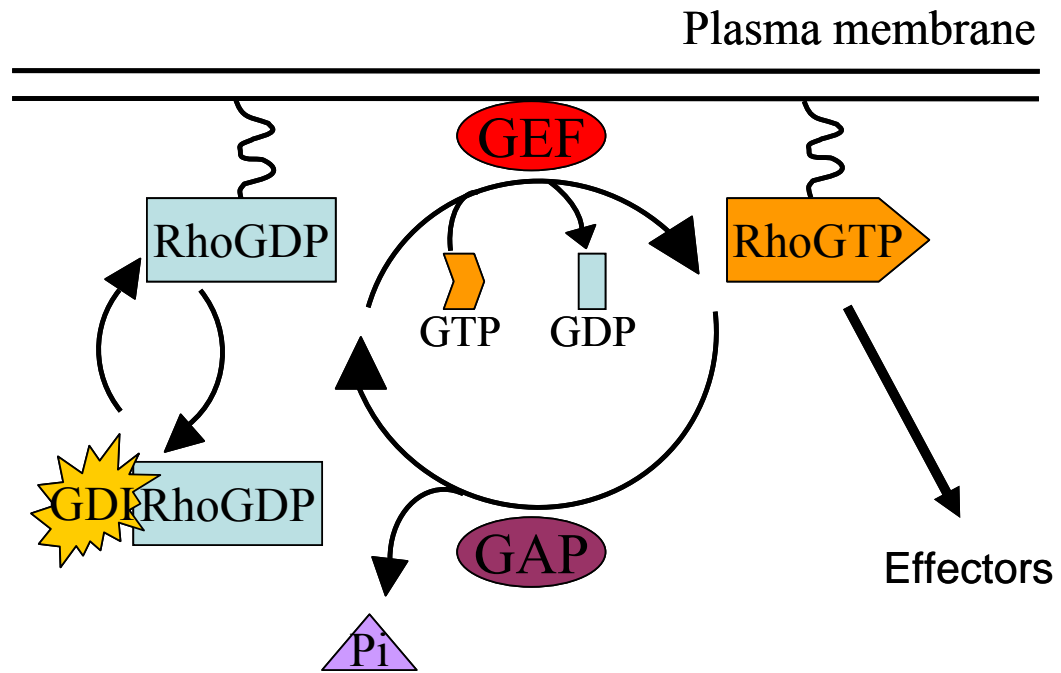 Plasma membrane
GEF
RhoGDP
RhoGTP
GTP
GDP
GDI
RhoGDP
GAP
Effectors
Pi